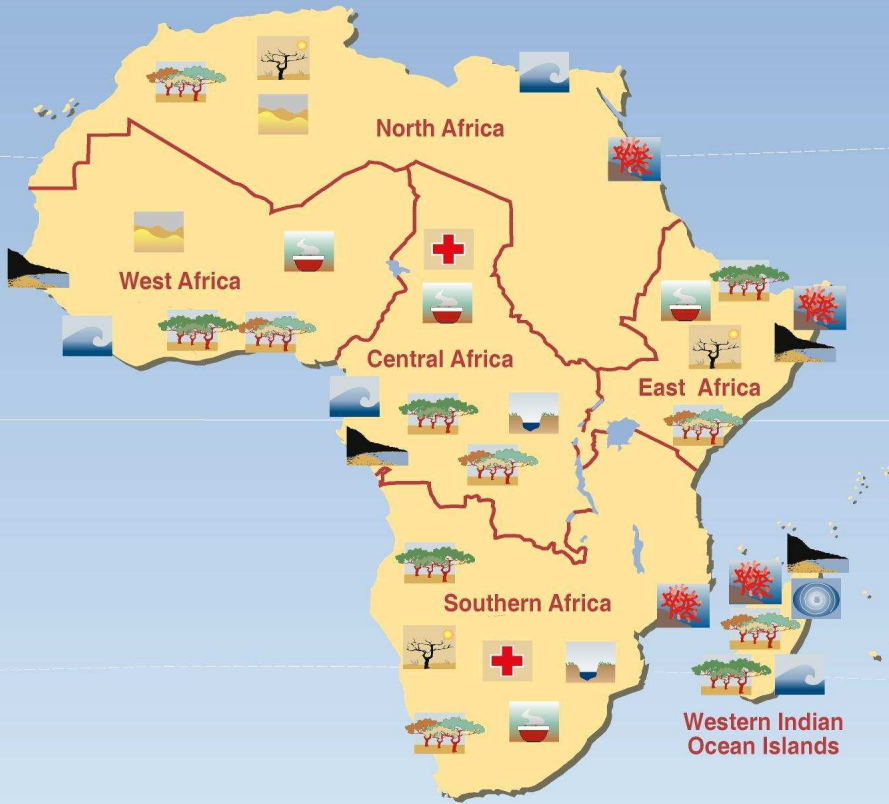 North Africa
West Africa
Central Africa
East Africa
Southern Africa
Western Indian
Ocean Islands